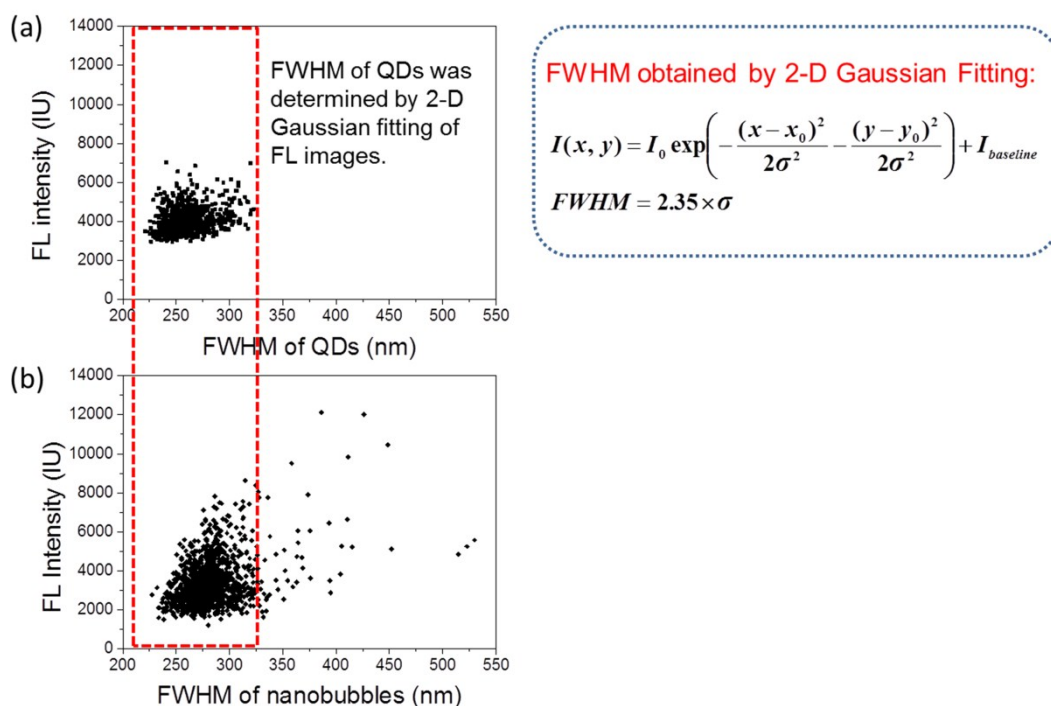 (a)
14000
12000
10000
8000
6000
4000
2000
0
FL intensity (IU)
FWHM of QDs was
determined by 2-D
Gaussian fitting of
FL images.
200 250 300 350 400 450 500 550
FWHM of QDs (nm)
FWHM obtained by 2-D Gaussian Fitting:
I(x, y) = I₀ exp(−(x − x₀)²/2σ² − (y − y₀)²/2σ²) + I_baseline
FWHM = 2.35 × σ
(b)
14000
12000
10000
8000
6000
4000
2000
0
FL Intensity (IU)
200 250 300 350 400 450 500 550
FWHM of nanobubbles (nm)